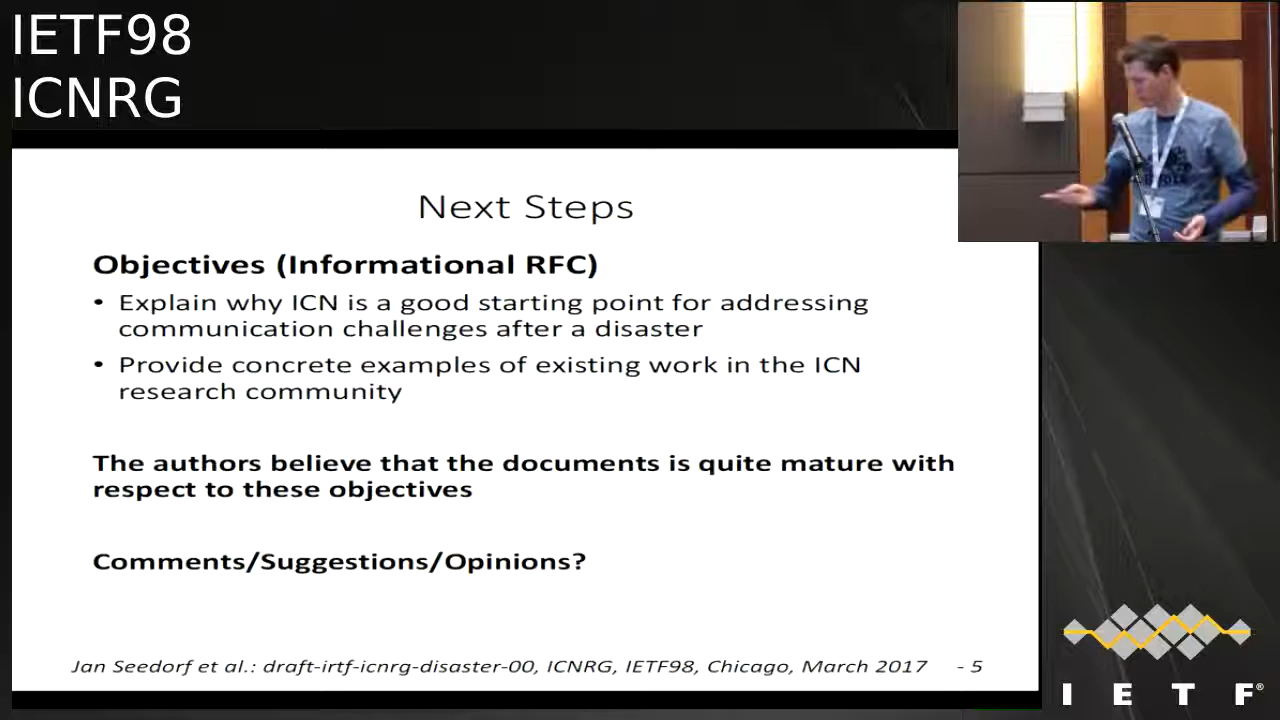 IETF98
ICNRG
Next Steps
Objectives (Informational RFC)
• Explain why ICN is a good starting point for addressing
communication challenges after a disaster
• Provide concrete examples of existing work in the ICN
research community
The authors believe that the documents is quite mature with
respect to these objectives
Comments/Suggestions/Opinions?
Jan Seedorf et al.: draft-irtf-icnrg-disaster-00, ICNRG, IETF98, Chicago, March 2017 - 5
I E T F®